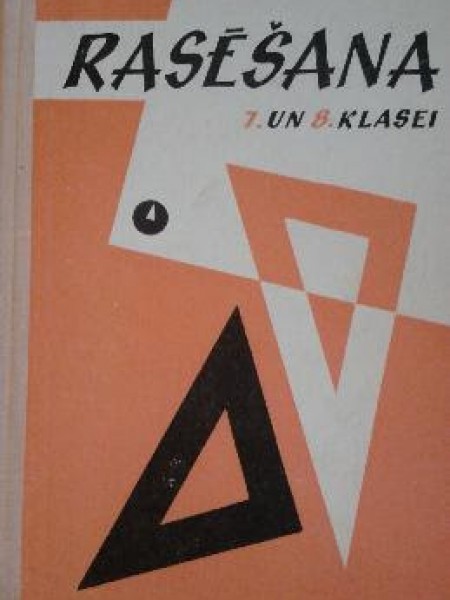 RASĒŠANA
7. UN 8. KLASEI